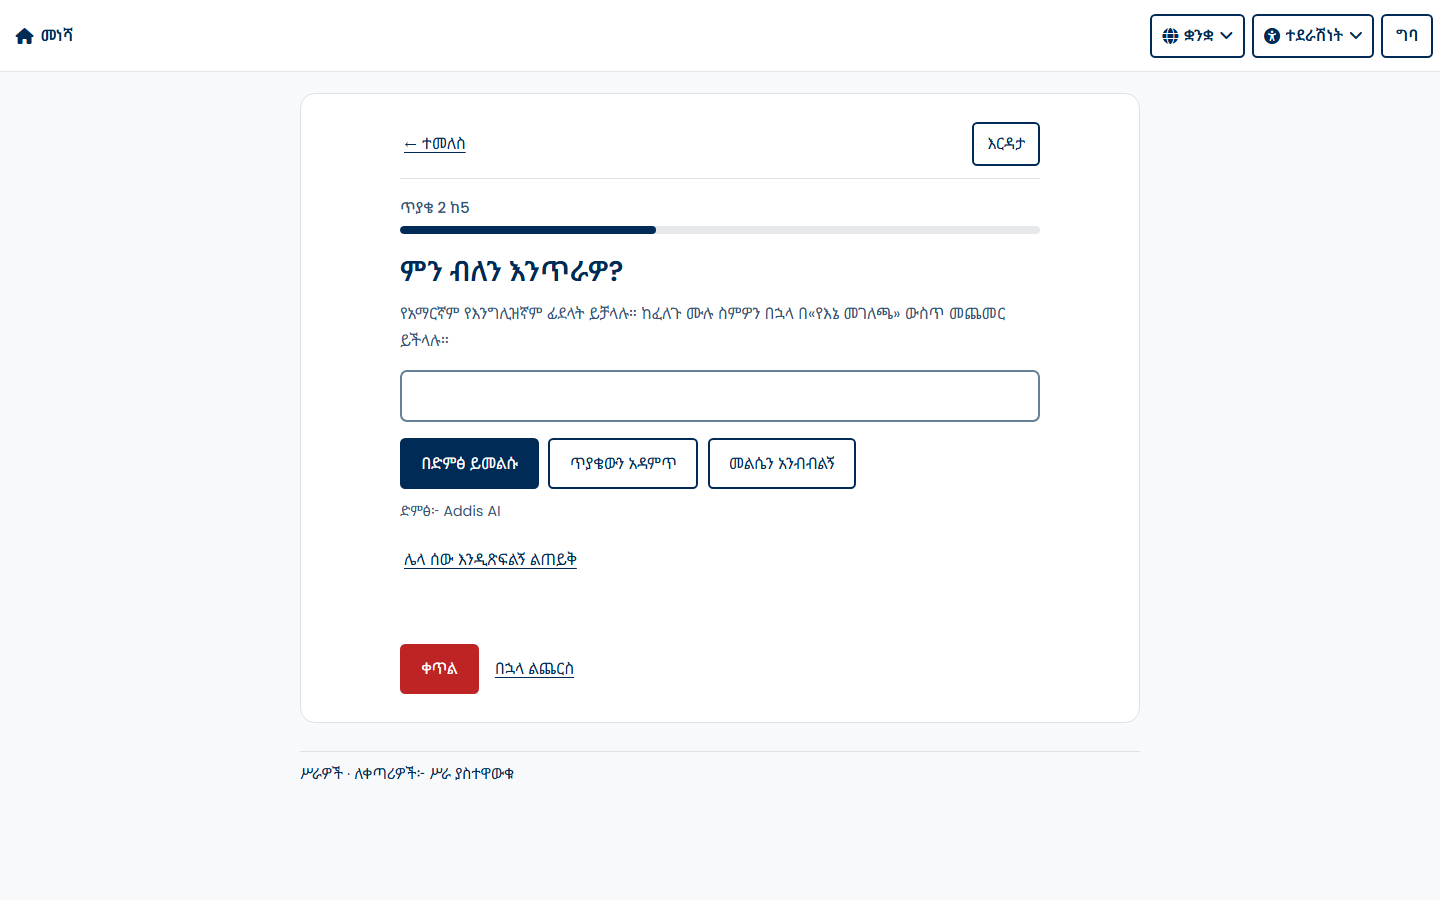 መነሻ
ቋንቋ
ተደራሽነት
ግባ
← ተመለስ
እርዳታ
ጥያቄ 2 ከ5
ምን ብለን እንጥራዎ?
የአማርኛም የእንግሊዝኛም ፊደላት ይቻላሉ። ከፈለጉ ሙሉ ስምዎን በኋላ በ«የእኔ መገለጫ» ውስጥ መጨመር
ይችላሉ።
በድምፅ ይመልሱ
ጥያቄውን አዳምጥ
መልሴን አንብብልኝ
ድምፅ፦ Addis AI
ሌላ ሰው እንዲጽፍልኝ ልጠይቅ
ቀጥል
በኋላ ልጨርስ
ሥራዎች · ለቀጣሪዎች፦ ሥራ ያስተዋውቁ